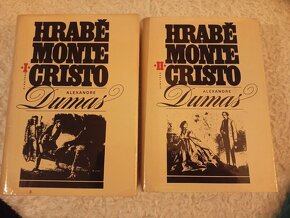 HRABĚ
MONTE
I
CRISTO
ALEXANDRE
Dumas
HRABĚ
MONTE
II
CRISTO
ALEXANDRE
Dumas